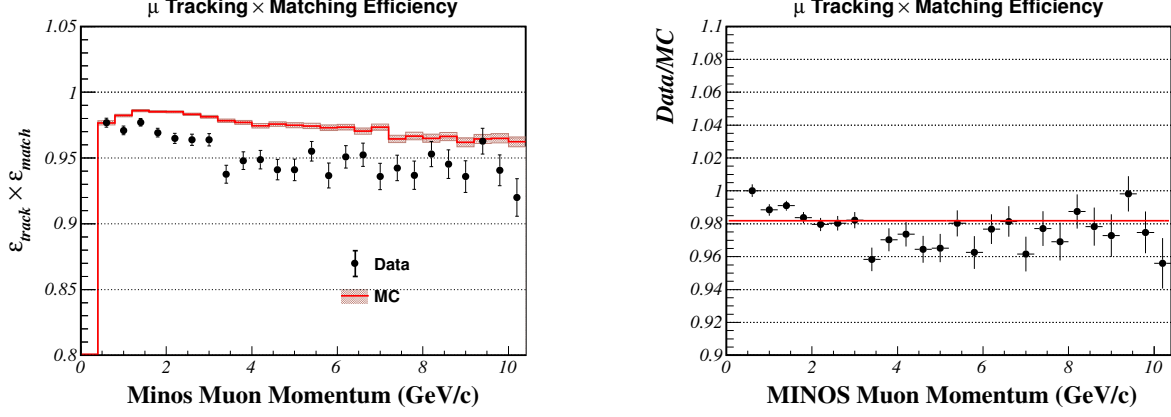 μ Tracking × Matching Efficiency
1.05
1
0.95
0.9
0.85
0.8
ε_track × ε_match
Data
MC
0 2 4 6 8 10
Minos Muon Momentum (GeV/c)
μ Tracking × Matching Efficiency
Data/MC
1.1
1.08
1.06
1.04
1.02
1
0.98
0.96
0.94
0.92
0.9
0 2 4 6 8 10
MINOS Muon Momentum (GeV/c)